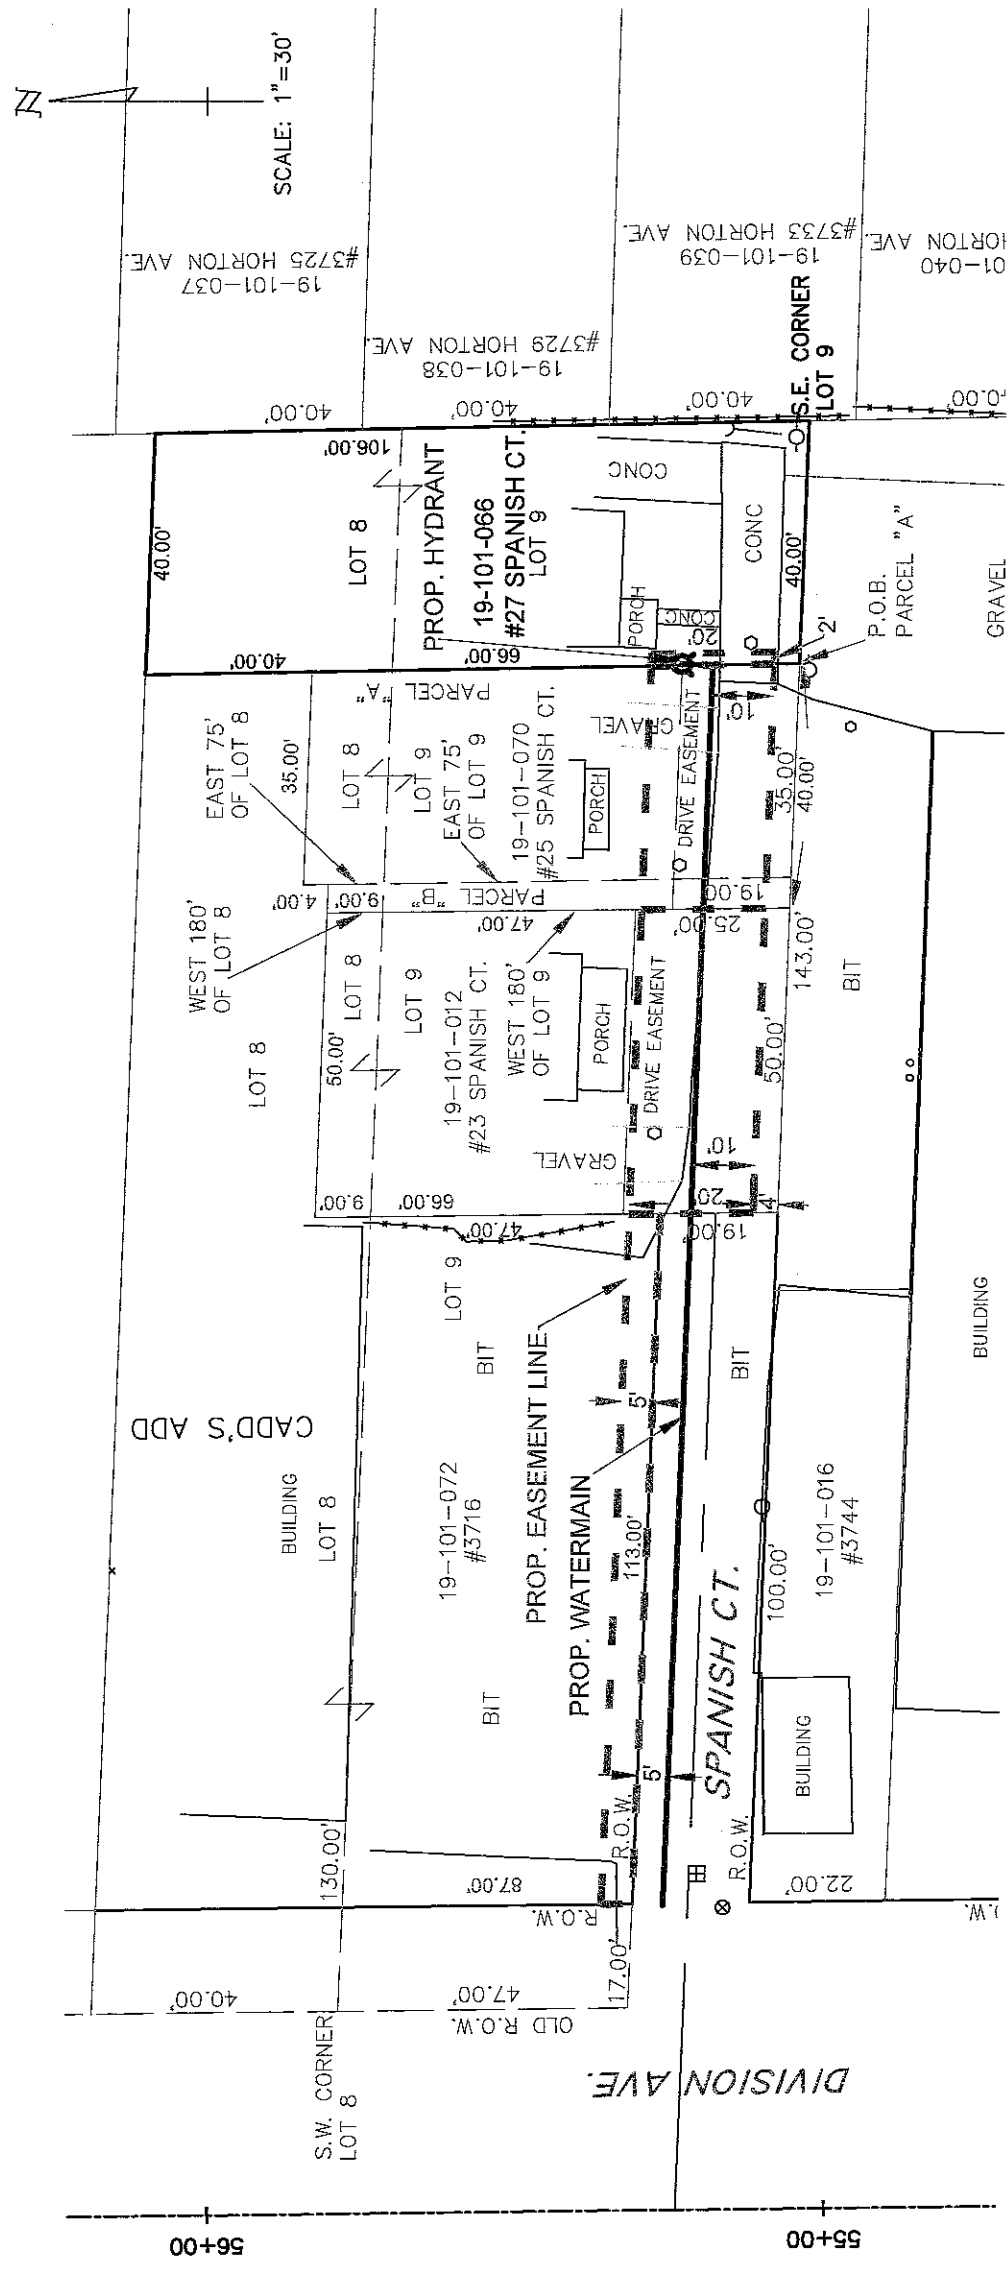 N
SCALE: 1"=30'
19-101-037
#3725 HORTON AVE.
19-101-038
#3729 HORTON AVE.
19-101-039
#3733 HORTON AVE.
01-040
HORTON AVE.
40.00'
40.00'
40.00'
0.00'
S.E. CORNER
LOT 9
106.00'
40.00'
LOT 8
PROP. HYDRANT
19-101-066
#27 SPANISH CT.
LOT 9
CONC
CONC
PORCH
CONC
20'
40.00'
2'
P.O.B.
PARCEL "A"
GRAVEL
40.00'
66.00'
PARCEL "A"
EAST 75'
OF LOT 8
35.00'
LOT 8
LOT 9
EAST 75'
OF LOT 9
19-101-070
#25 SPANISH CT.
PORCH
GRAVEL
DRIVE EASEMENT
10'
35.00'
40.00'
4.00'
9.00'
PARCEL "B"
19.00'
WEST 180'
OF LOT 8
47.00'
25.00'
143.00'
BIT
LOT 8
LOT 8
LOT 9
50.00'
19-101-012
#23 SPANISH CT.
WEST 180'
OF LOT 9
PORCH
DRIVE EASEMENT
GRAVEL
50.00'
10'
9.00'
66.00'
20'
4'
47.00'
19.00'
LOT 9
BIT
CADD'S ADD
BUILDING
LOT 8
19-101-072
#3716
PROP. EASEMENT LINE
PROP. WATERMAIN
5'
113.00'
BIT
BIT
BUILDING
100.00'
19-101-016
#3744
SPANISH CT.
5'
R.O.W.
R.O.W.
BUILDING
130.00'
87.00'
22.00'
R.O.W.
.W.
17.00'
40.00'
47.00'
OLD R.O.W.
S.W. CORNER
LOT 8
DIVISION AVE.
56+00
55+00